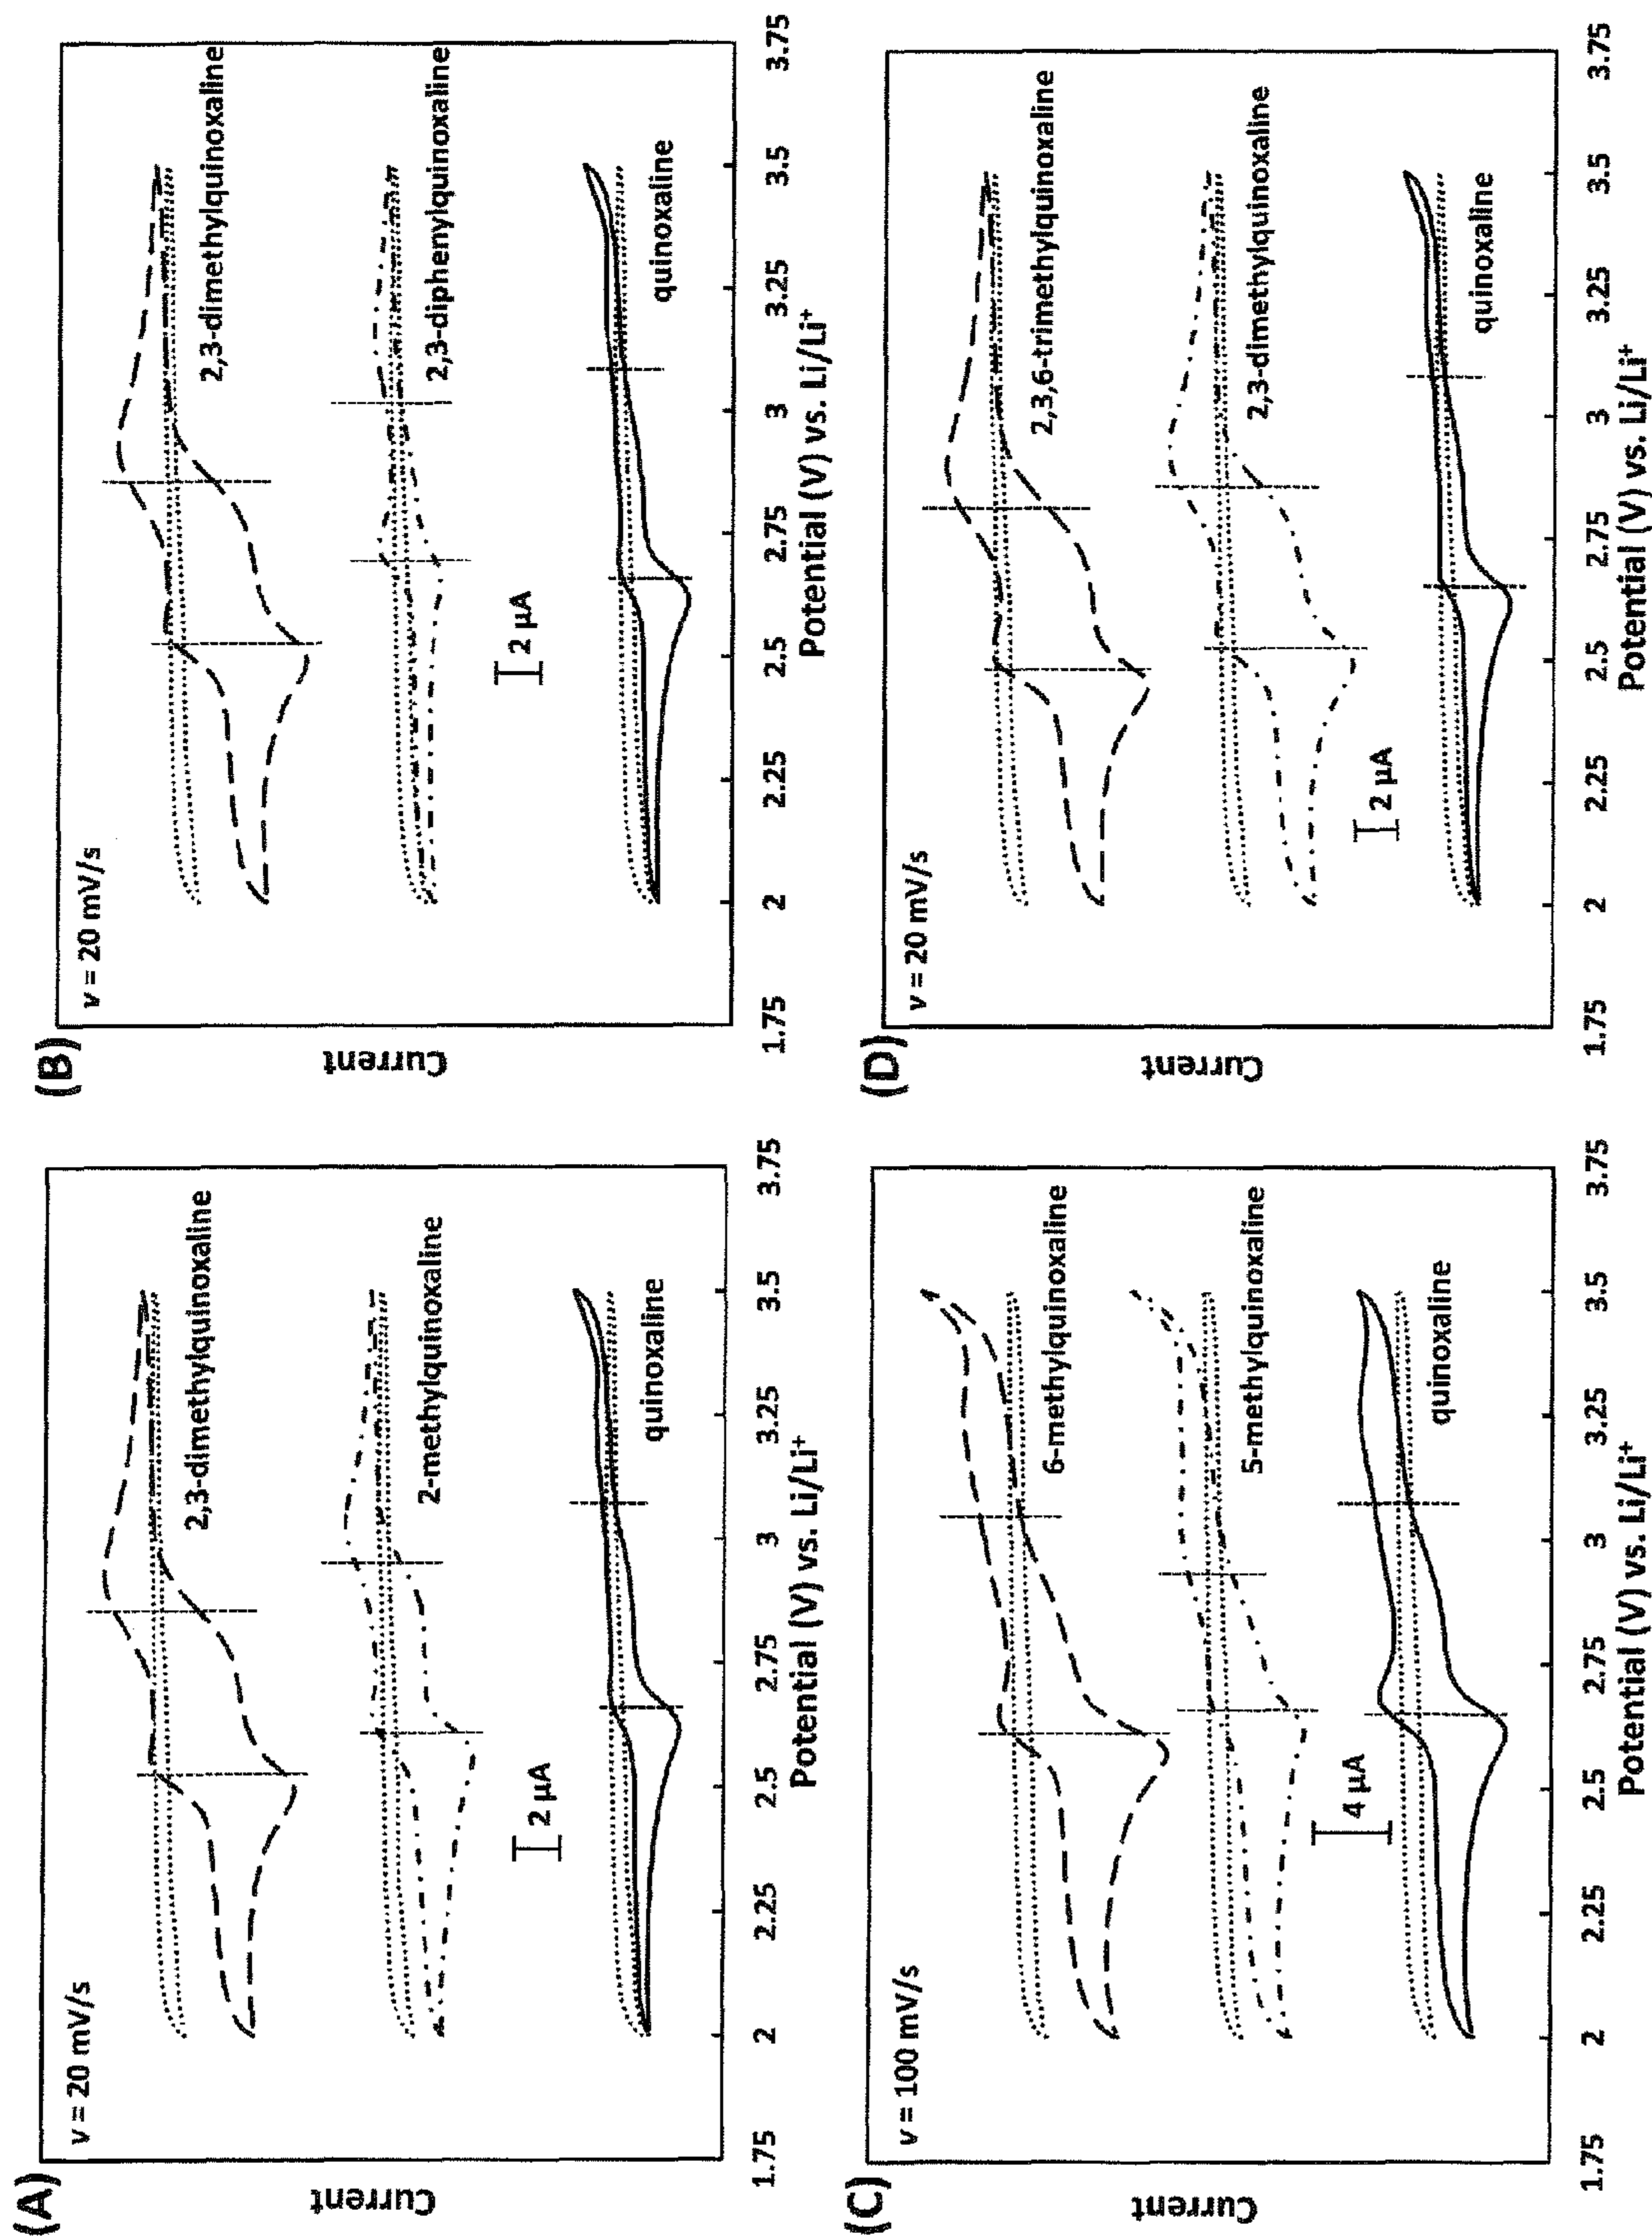 (A)
v = 20 mV/s
2,3-dimethylquinoxaline
2-methylquinoxaline
2 µA
quinoxaline
Current
1.75 2 2.25 2.5 2.75 3 3.25 3.5 3.75
Potential (V) vs. Li/Li⁺
(B)
v = 20 mV/s
2,3-dimethylquinoxaline
2,3-diphenylquinoxaline
2 µA
quinoxaline
Current
1.75 2 2.25 2.5 2.75 3 3.25 3.5 3.75
Potential (V) vs. Li/Li⁺
(C)
v = 100 mV/s
6-methylquinoxaline
5-methylquinoxaline
4 µA
quinoxaline
Current
1.75 2 2.25 2.5 2.75 3 3.25 3.5 3.75
Potential (V) vs. Li/Li⁺
(D)
v = 20 mV/s
2,3,6-trimethylquinoxaline
2,3-dimethylquinoxaline
2 µA
quinoxaline
Current
1.75 2 2.25 2.5 2.75 3 3.25 3.5 3.75
Potential (V) vs. Li/Li⁺